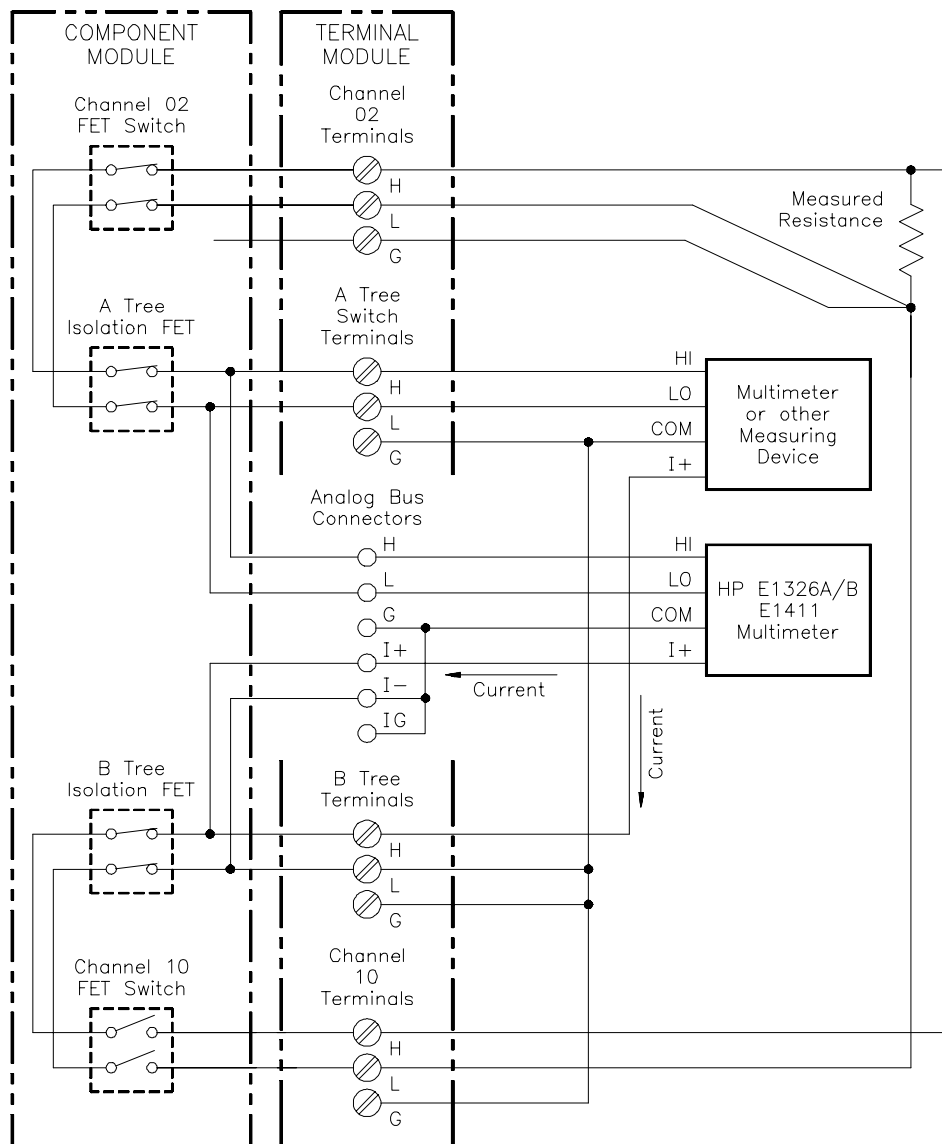 COMPONENT
MODULE
TERMINAL
MODULE
Channel 02
FET Switch
Channel
02
Terminals
H
L
G
Measured
Resistance
A Tree
Isolation FET
A Tree
Switch
Terminals
H
L
G
HI
LO
COM
I+
Multimeter
or other
Measuring
Device
Analog Bus
Connectors
H
L
G
I+
I-
IG
HI
LO
COM
I+
HP E1326A/B
E1411
Multimeter
Current
Current
B Tree
Isolation FET
B Tree
Terminals
H
L
G
Channel 10
FET Switch
Channel
10
Terminals
H
L
G